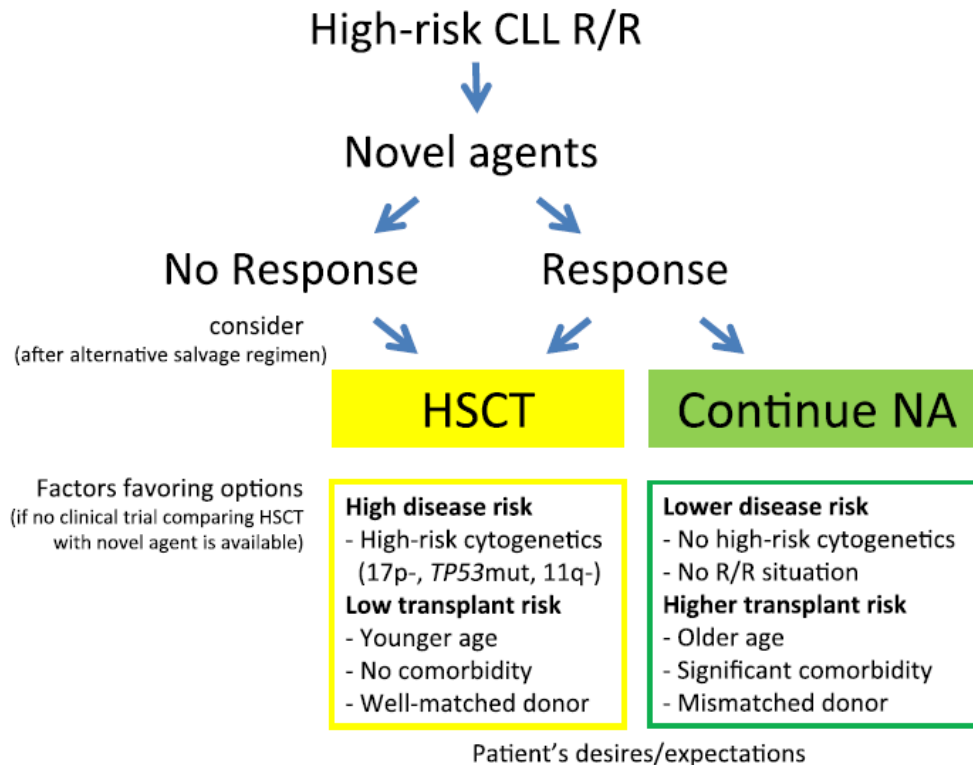 High-risk CLL R/R
Novel agents
No Response
Response
consider
(after alternative salvage regimen)
HSCT
Continue NA
Factors favoring options
(if no clinical trial comparing HSCT
with novel agent is available)
High disease risk
- High-risk cytogenetics
(17p-, TP53mut, 11q-)
Low transplant risk
- Younger age
- No comorbidity
- Well-matched donor
Lower disease risk
- No high-risk cytogenetics
- No R/R situation
Higher transplant risk
- Older age
- Significant comorbidity
- Mismatched donor
Patient's desires/expectations